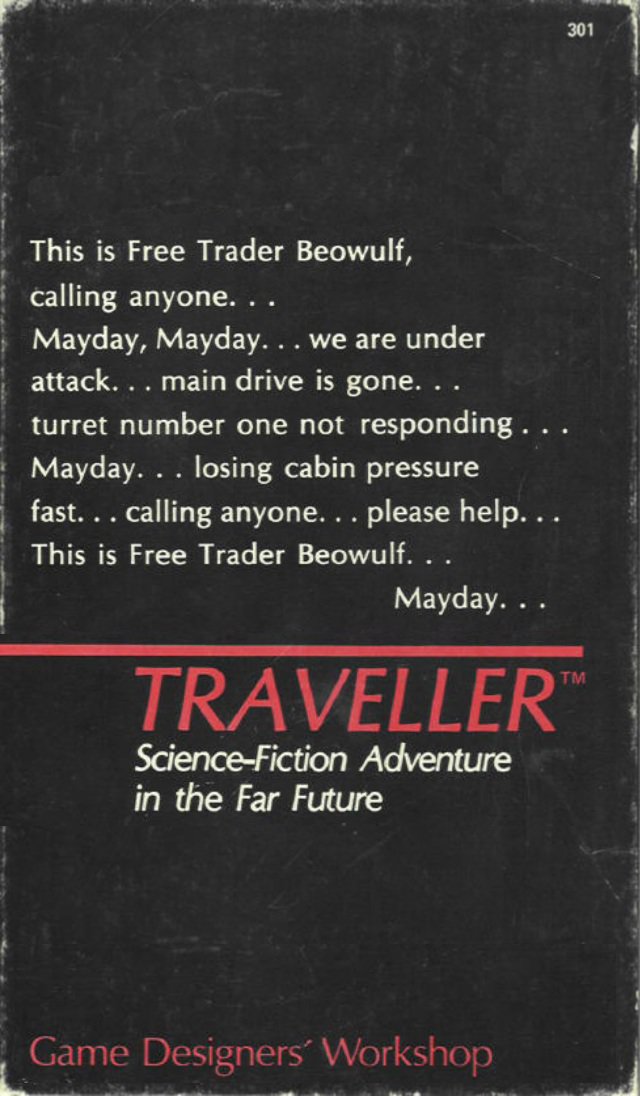 301
This is Free Trader Beowulf,
calling anyone. . .
Mayday, Mayday. . . we are under
attack. . . main drive is gone. . .
turret number one not responding . . .
Mayday. . . losing cabin pressure
fast. . . calling anyone. . . please help. . .
This is Free Trader Beowulf. . .
Mayday. . .
TRAVELLER™
Science-Fiction Adventure
in the Far Future
Game Designers' Workshop